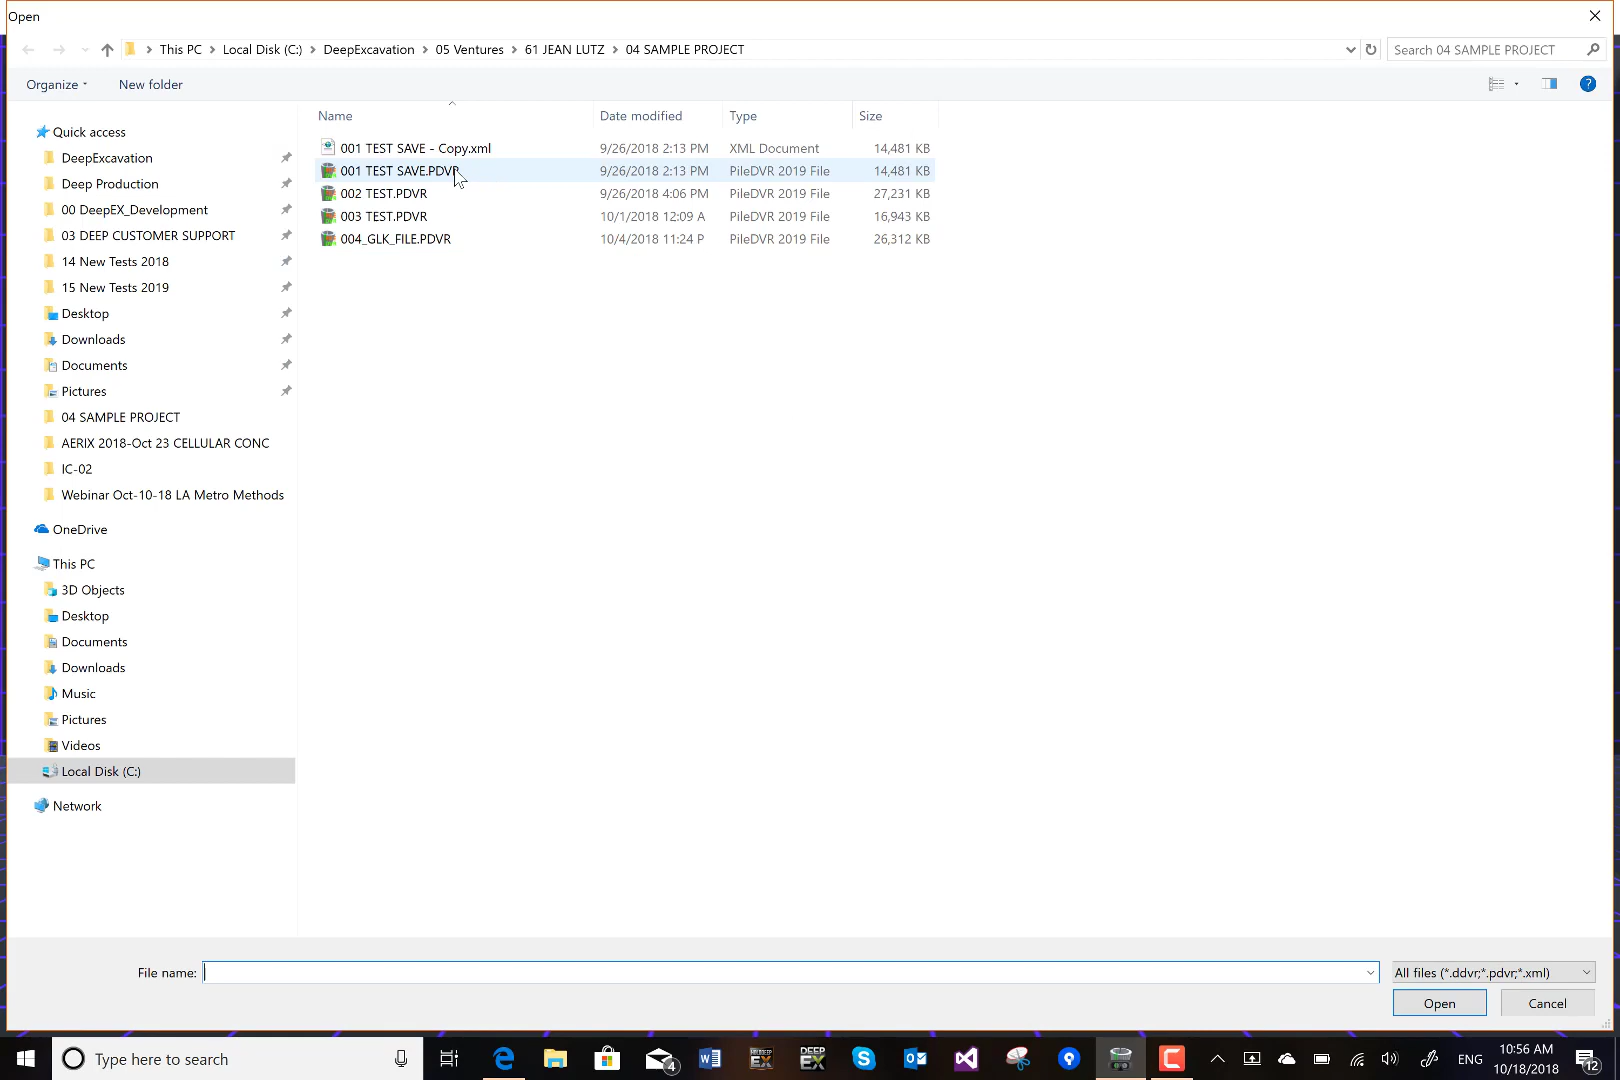 Open
This PC > Local Disk (C:) > DeepExcavation > 05 Ventures > 61 JEAN LUTZ > 04 SAMPLE PROJECT
Search 04 SAMPLE PROJECT
Organize
New folder
Name
Date modified
Type
Size
001 TEST SAVE - Copy.xml 9/26/2018 2:13 PM XML Document 14,481 KB
001 TEST SAVE.PDVR 9/26/2018 2:13 PM PileDVR 2019 File 14,481 KB
002 TEST.PDVR 9/26/2018 4:06 PM PileDVR 2019 File 27,231 KB
003 TEST.PDVR 10/1/2018 12:09 A PileDVR 2019 File 16,943 KB
004_GLK_FILE.PDVR 10/4/2018 11:24 P PileDVR 2019 File 26,312 KB
Quick access
DeepExcavation
Deep Production
00 DeepEX_Development
03 DEEP CUSTOMER SUPPORT
14 New Tests 2018
15 New Tests 2019
Desktop
Downloads
Documents
Pictures
04 SAMPLE PROJECT
AERIX 2018-Oct 23 CELLULAR CONC
IC-02
Webinar Oct-10-18 LA Metro Methods
OneDrive
This PC
3D Objects
Desktop
Documents
Downloads
Music
Pictures
Videos
Local Disk (C:)
Network
File name:
All files (*.ddvr;*.pdvr;*.xml)
Open
Cancel
Type here to search
4
DEEP
EX
ENG
10:56 AM
10/18/2018
12